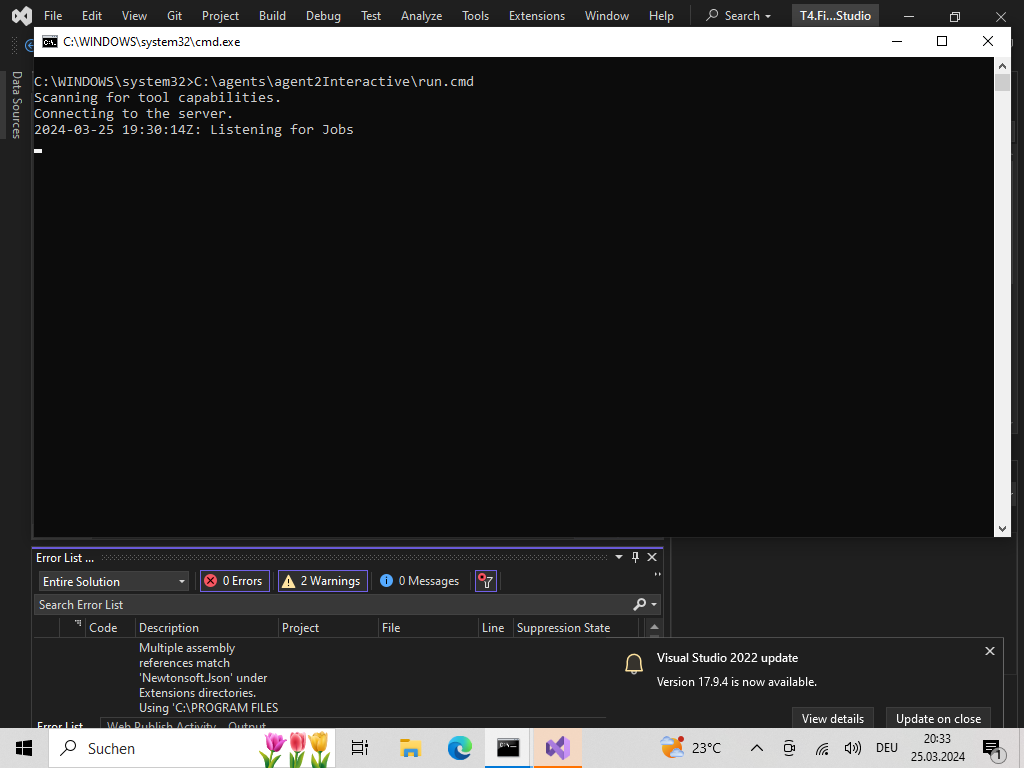 File Edit View Git Project Build Debug Test Analyze Tools Extensions Window Help Search T4.Fi...Studio
C:\WINDOWS\system32\cmd.exe
Data Sources
C:\WINDOWS\system32>C:\agents\agent2Interactive\run.cmd
Scanning for tool capabilities.
Connecting to the server.
2024-03-25 19:30:14Z: Listening for Jobs
Error List ...
Entire Solution 0 Errors 2 Warnings 0 Messages
Search Error List
Code Description Project File Line Suppression State
Multiple assembly
references match
'Newtonsoft.Json' under
Extensions directories.
Using 'C:\PROGRAM FILES
Error List Web Publish Activity Output
Visual Studio 2022 update
Version 17.9.4 is now available.
View details Update on close
Suchen
23°C
DEU
20:33
25.03.2024
1